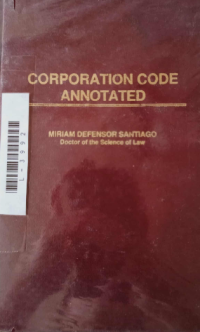 CORPORATION CODE
ANNOTATED
MIRIAM DEFENSOR SANTIAGO
Doctor of the Science of Law